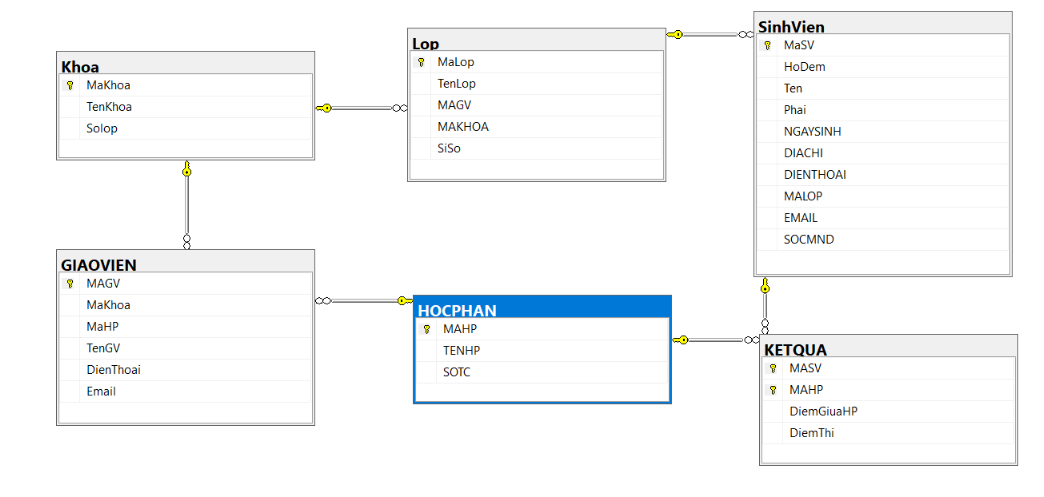 Khoa
MaKhoa
TenKhoa
Solop
Lop
MaLop
TenLop
MAGV
MAKHOA
SiSo
SinhVien
MaSV
HoDem
Ten
Phai
NGAYSINH
DIACHI
DIENTHOAI
MALOP
EMAIL
SOCMND
GIAOVIEN
MAGV
MaKhoa
MaHP
TenGV
DienThoai
Email
HOCPHAN
MAHP
TENHP
SOTC
KETQUA
MASV
MAHP
DiemGiuaHP
DiemThi